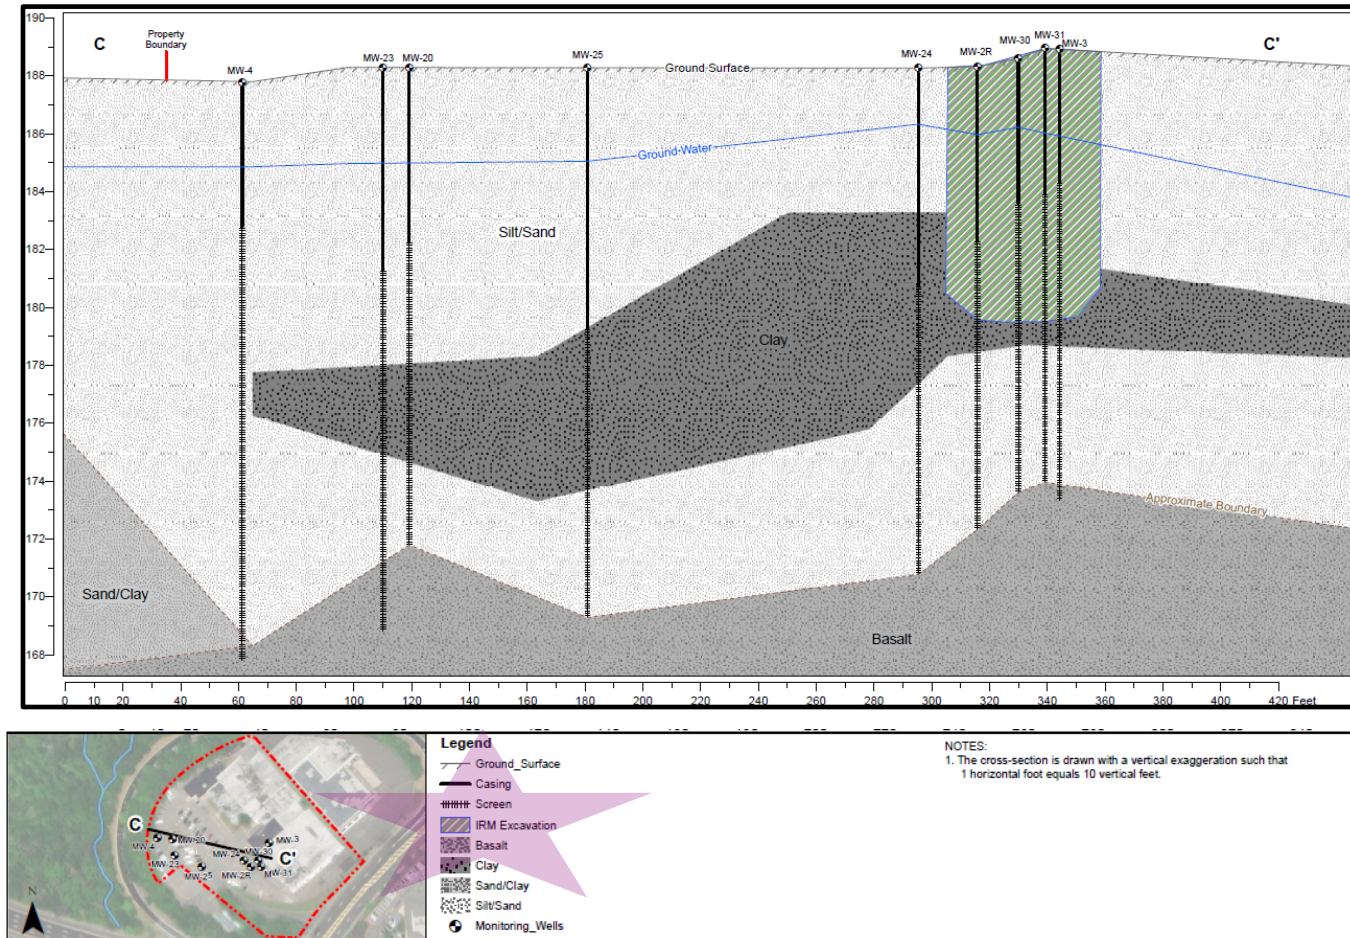 190
188
186
184
182
180
178
176
174
172
170
168
C
Property
Boundary
MW-4
MW-23
MW-20
MW-25
MW-24
MW-2R
MW-30
MW-31
MW-3
C'
Ground Surface
Ground Water
Silt/Sand
Clay
Sand/Clay
Approximate Boundary
Basalt
0 10 20 40 60 80 100 120 140 160 180 200 220 240 260 280 300 320 340 360 380 400 420 Feet
C
MW-4
MW-20
MW-23
MW-25
MW-24
MW-2R
MW-30
MW-31
MW-3
C'
N
Legend
Ground_Surface
Casing
Screen
IRM Excavation
Basalt
Clay
Sand/Clay
Silt/Sand
Monitoring_Wells
NOTES:
1. The cross-section is drawn with a vertical exaggeration such that
1 horizontal foot equals 10 vertical feet.